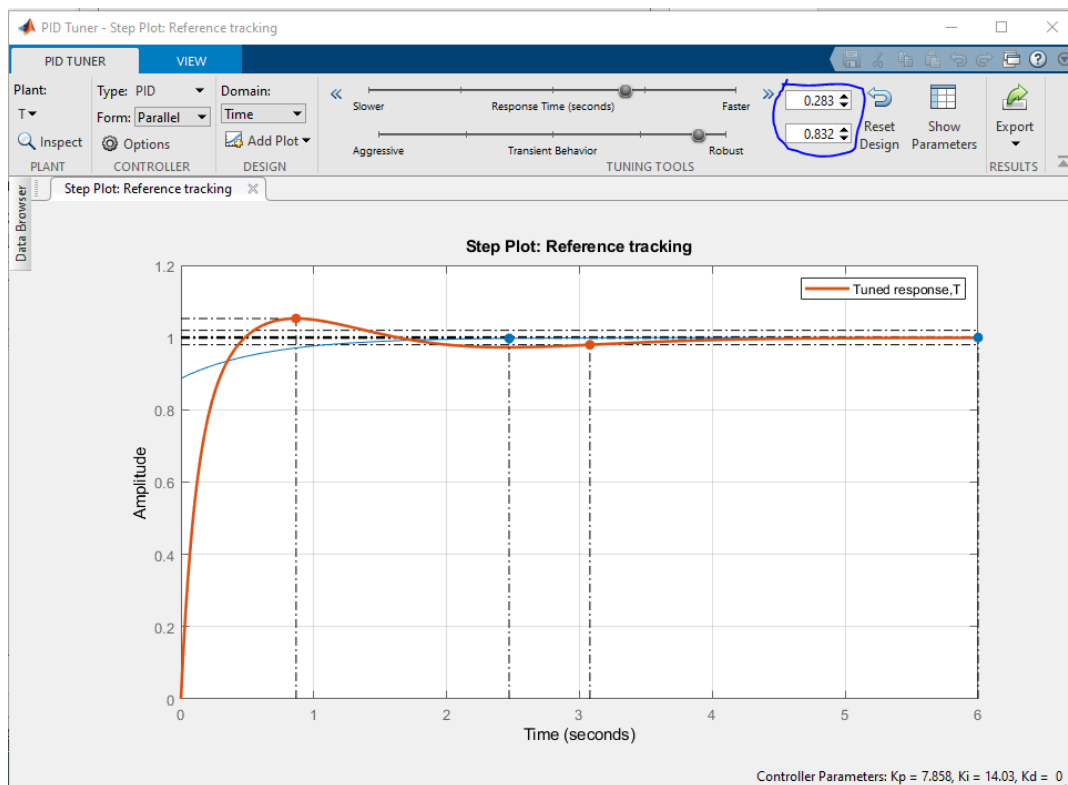 PID Tuner - Step Plot: Reference tracking
PID TUNER VIEW
Plant: Type: PID Domain: 0.283
T Form: Parallel Time Slower Response Time (seconds) Faster 0.832 Reset Design Show Parameters Export
Inspect Options Add Plot Aggressive Transient Behavior Robust
PLANT CONTROLLER DESIGN TUNING TOOLS RESULTS
Data Browser
Step Plot: Reference tracking
Step Plot: Reference tracking
Tuned response,T
1.2
1
0.8
0.6
0.4
0.2
0
Amplitude
0 1 2 3 4 5 6
Time (seconds)
Controller Parameters: Kp = 7.858, Ki = 14.03, Kd = 0